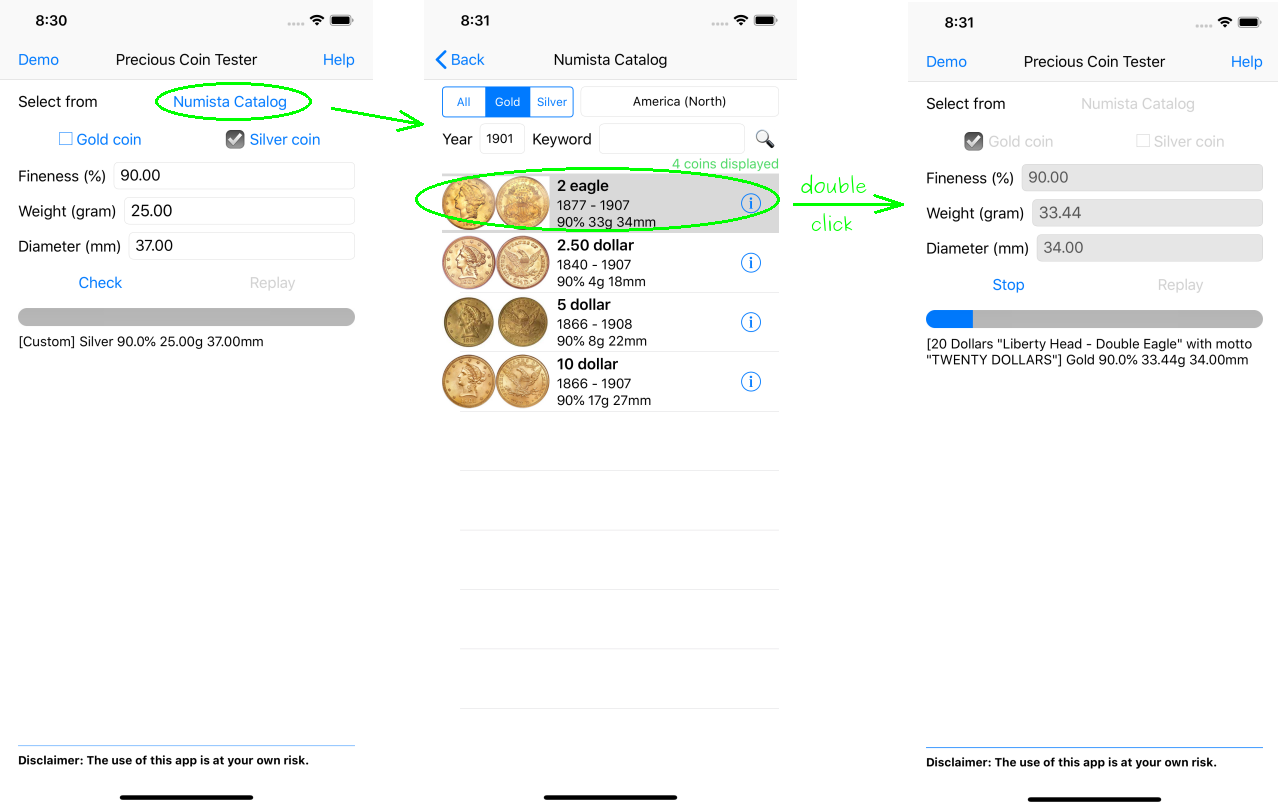 8:30
Demo Precious Coin Tester Help
Select from Numista Catalog
Gold coin Silver coin
Fineness (%) 90.00
Weight (gram) 25.00
Diameter (mm) 37.00
Check Replay
[Custom] Silver 90.0% 25.00g 37.00mm
Disclaimer: The use of this app is at your own risk.
8:31
Back Numista Catalog
All Gold Silver America (North)
Year 1901 Keyword
4 coins displayed
2 eagle
1877 - 1907
90% 33g 34mm
2.50 dollar
1840 - 1907
90% 4g 18mm
5 dollar
1866 - 1908
90% 8g 22mm
10 dollar
1866 - 1907
90% 17g 27mm
double
click
8:31
Demo Precious Coin Tester Help
Select from Numista Catalog
Gold coin Silver coin
Fineness (%) 90.00
Weight (gram) 33.44
Diameter (mm) 34.00
Stop Replay
[20 Dollars "Liberty Head - Double Eagle" with motto
"TWENTY DOLLARS"] Gold 90.0% 33.44g 34.00mm
Disclaimer: The use of this app is at your own risk.